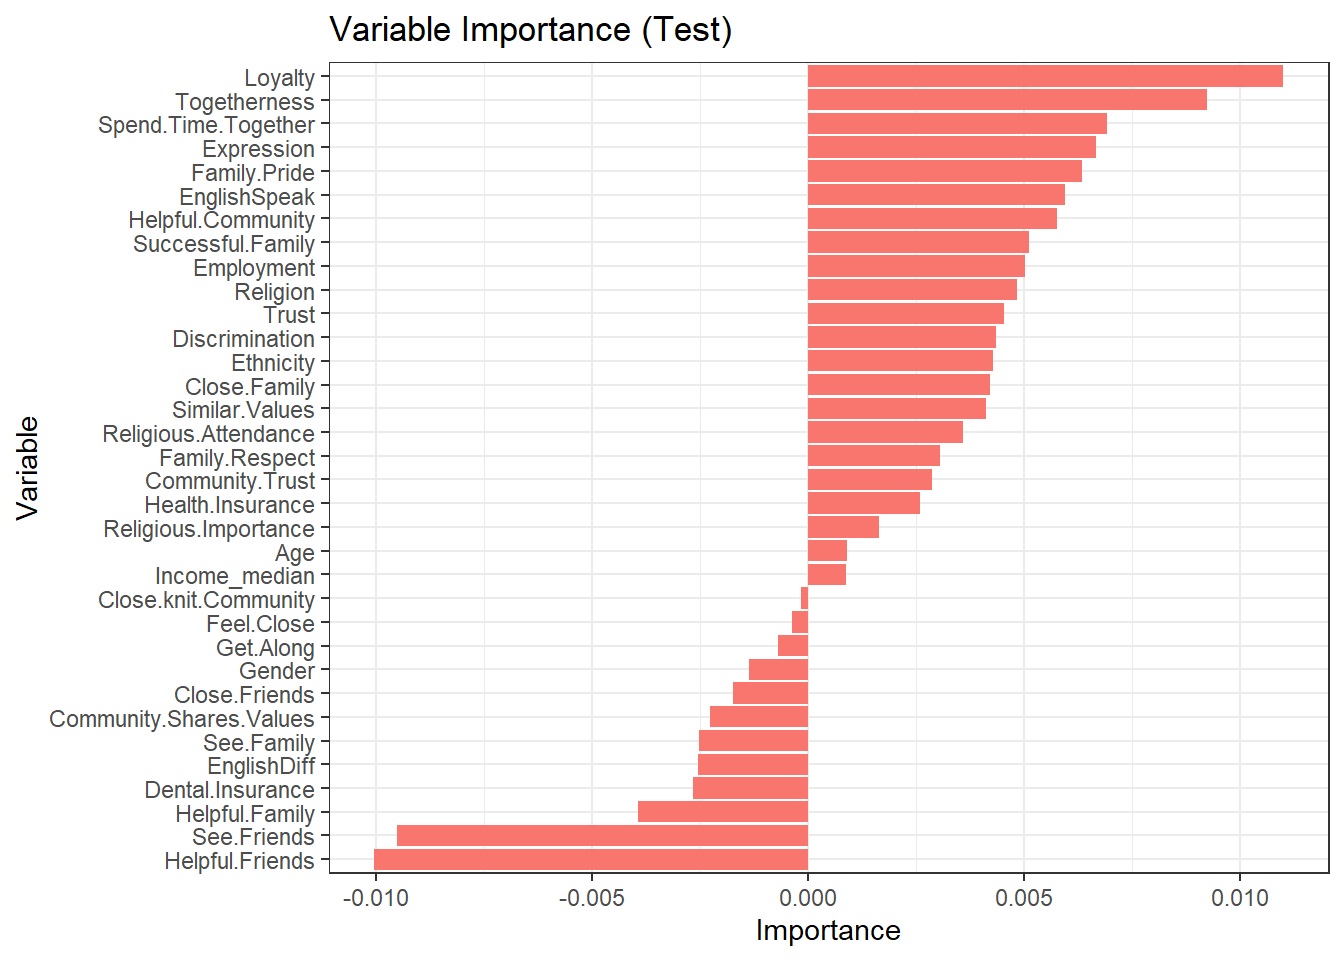 Variable Importance (Test)
Loyalty
Togetherness
Spend.Time.Together
Expression
Family.Pride
EnglishSpeak
Helpful.Community
Successful.Family
Employment
Religion
Trust
Discrimination
Ethnicity
Close.Family
Similar.Values
Religious.Attendance
Family.Respect
Community.Trust
Health.Insurance
Religious.Importance
Age
Income_median
Close.knit.Community
Feel.Close
Get.Along
Gender
Close.Friends
Community.Shares.Values
See.Family
EnglishDiff
Dental.Insurance
Helpful.Family
See.Friends
Helpful.Friends
Variable
-0.010 -0.005 0.000 0.005 0.010
Importance